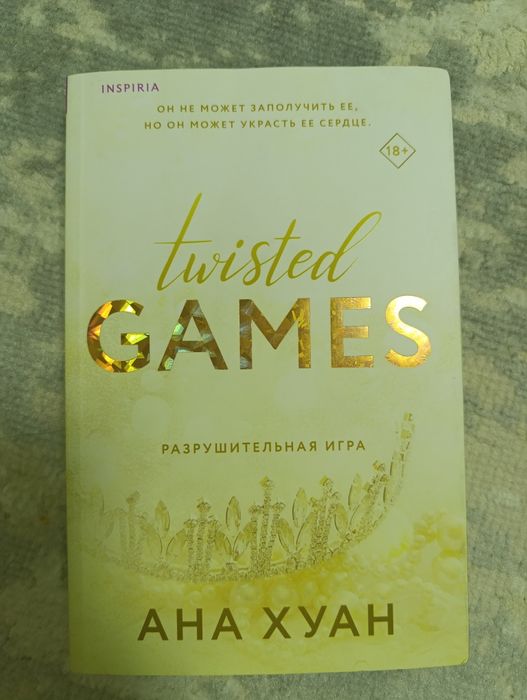 INSPIRIA
ОН НЕ МОЖЕТ ЗАПОЛУЧИТЬ ЕЕ,
НО ОН МОЖЕТ УКРАСТЬ ЕЕ СЕРДЦЕ.
18+
twisted
GAMES
РАЗРУШИТЕЛЬНАЯ ИГРА
АНА ХУАН